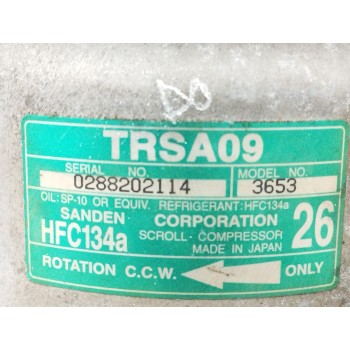 TRSA09
SERIAL NO. MODEL NO.
0288202114 3653
OIL: SP-10 OR EQUIV. REFRIGERANT: HFC134a
SANDEN CORPORATION 26
HFC134a SCROLL - COMPRESSOR
MADE IN JAPAN
ROTATION C.C.W. ONLY